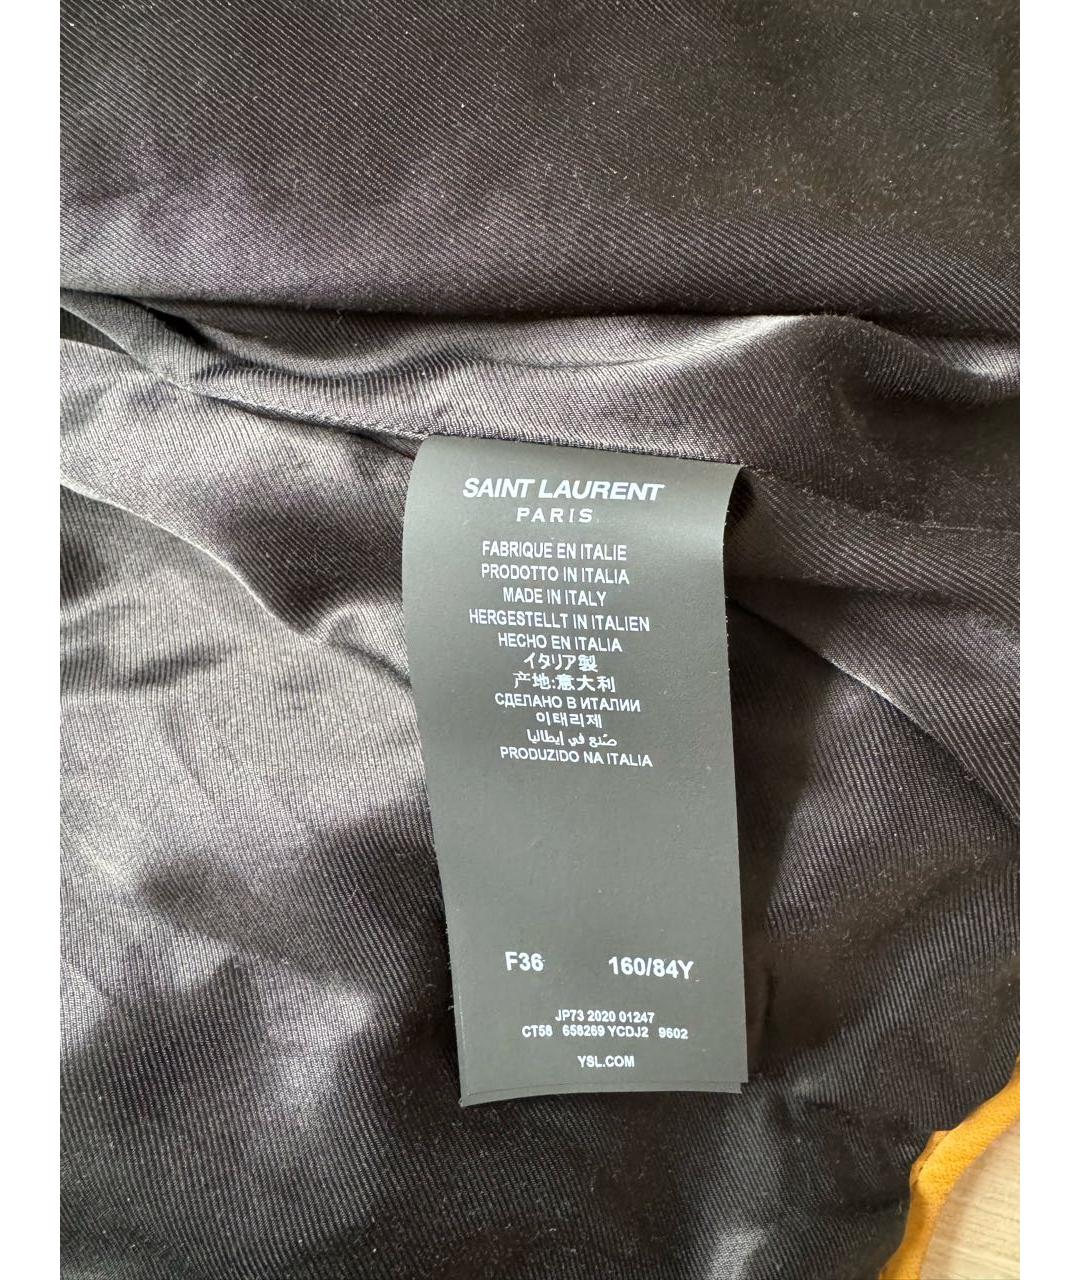 SAINT LAURENT
PARIS
FABRIQUE EN ITALIE
PRODOTTO IN ITALIA
MADE IN ITALY
HERGESTELLT IN ITALIEN
HECHO EN ITALIA
イタリア製
产地:意大利
СДЕЛАНО В ИТАЛИИ
이태리제
صنع في إيطاليا
PRODUZIDO NA ITALIA
F36 160/84Y
JP73 2020 01247
CT58 658269 YCDJ2 9602
YSL.COM